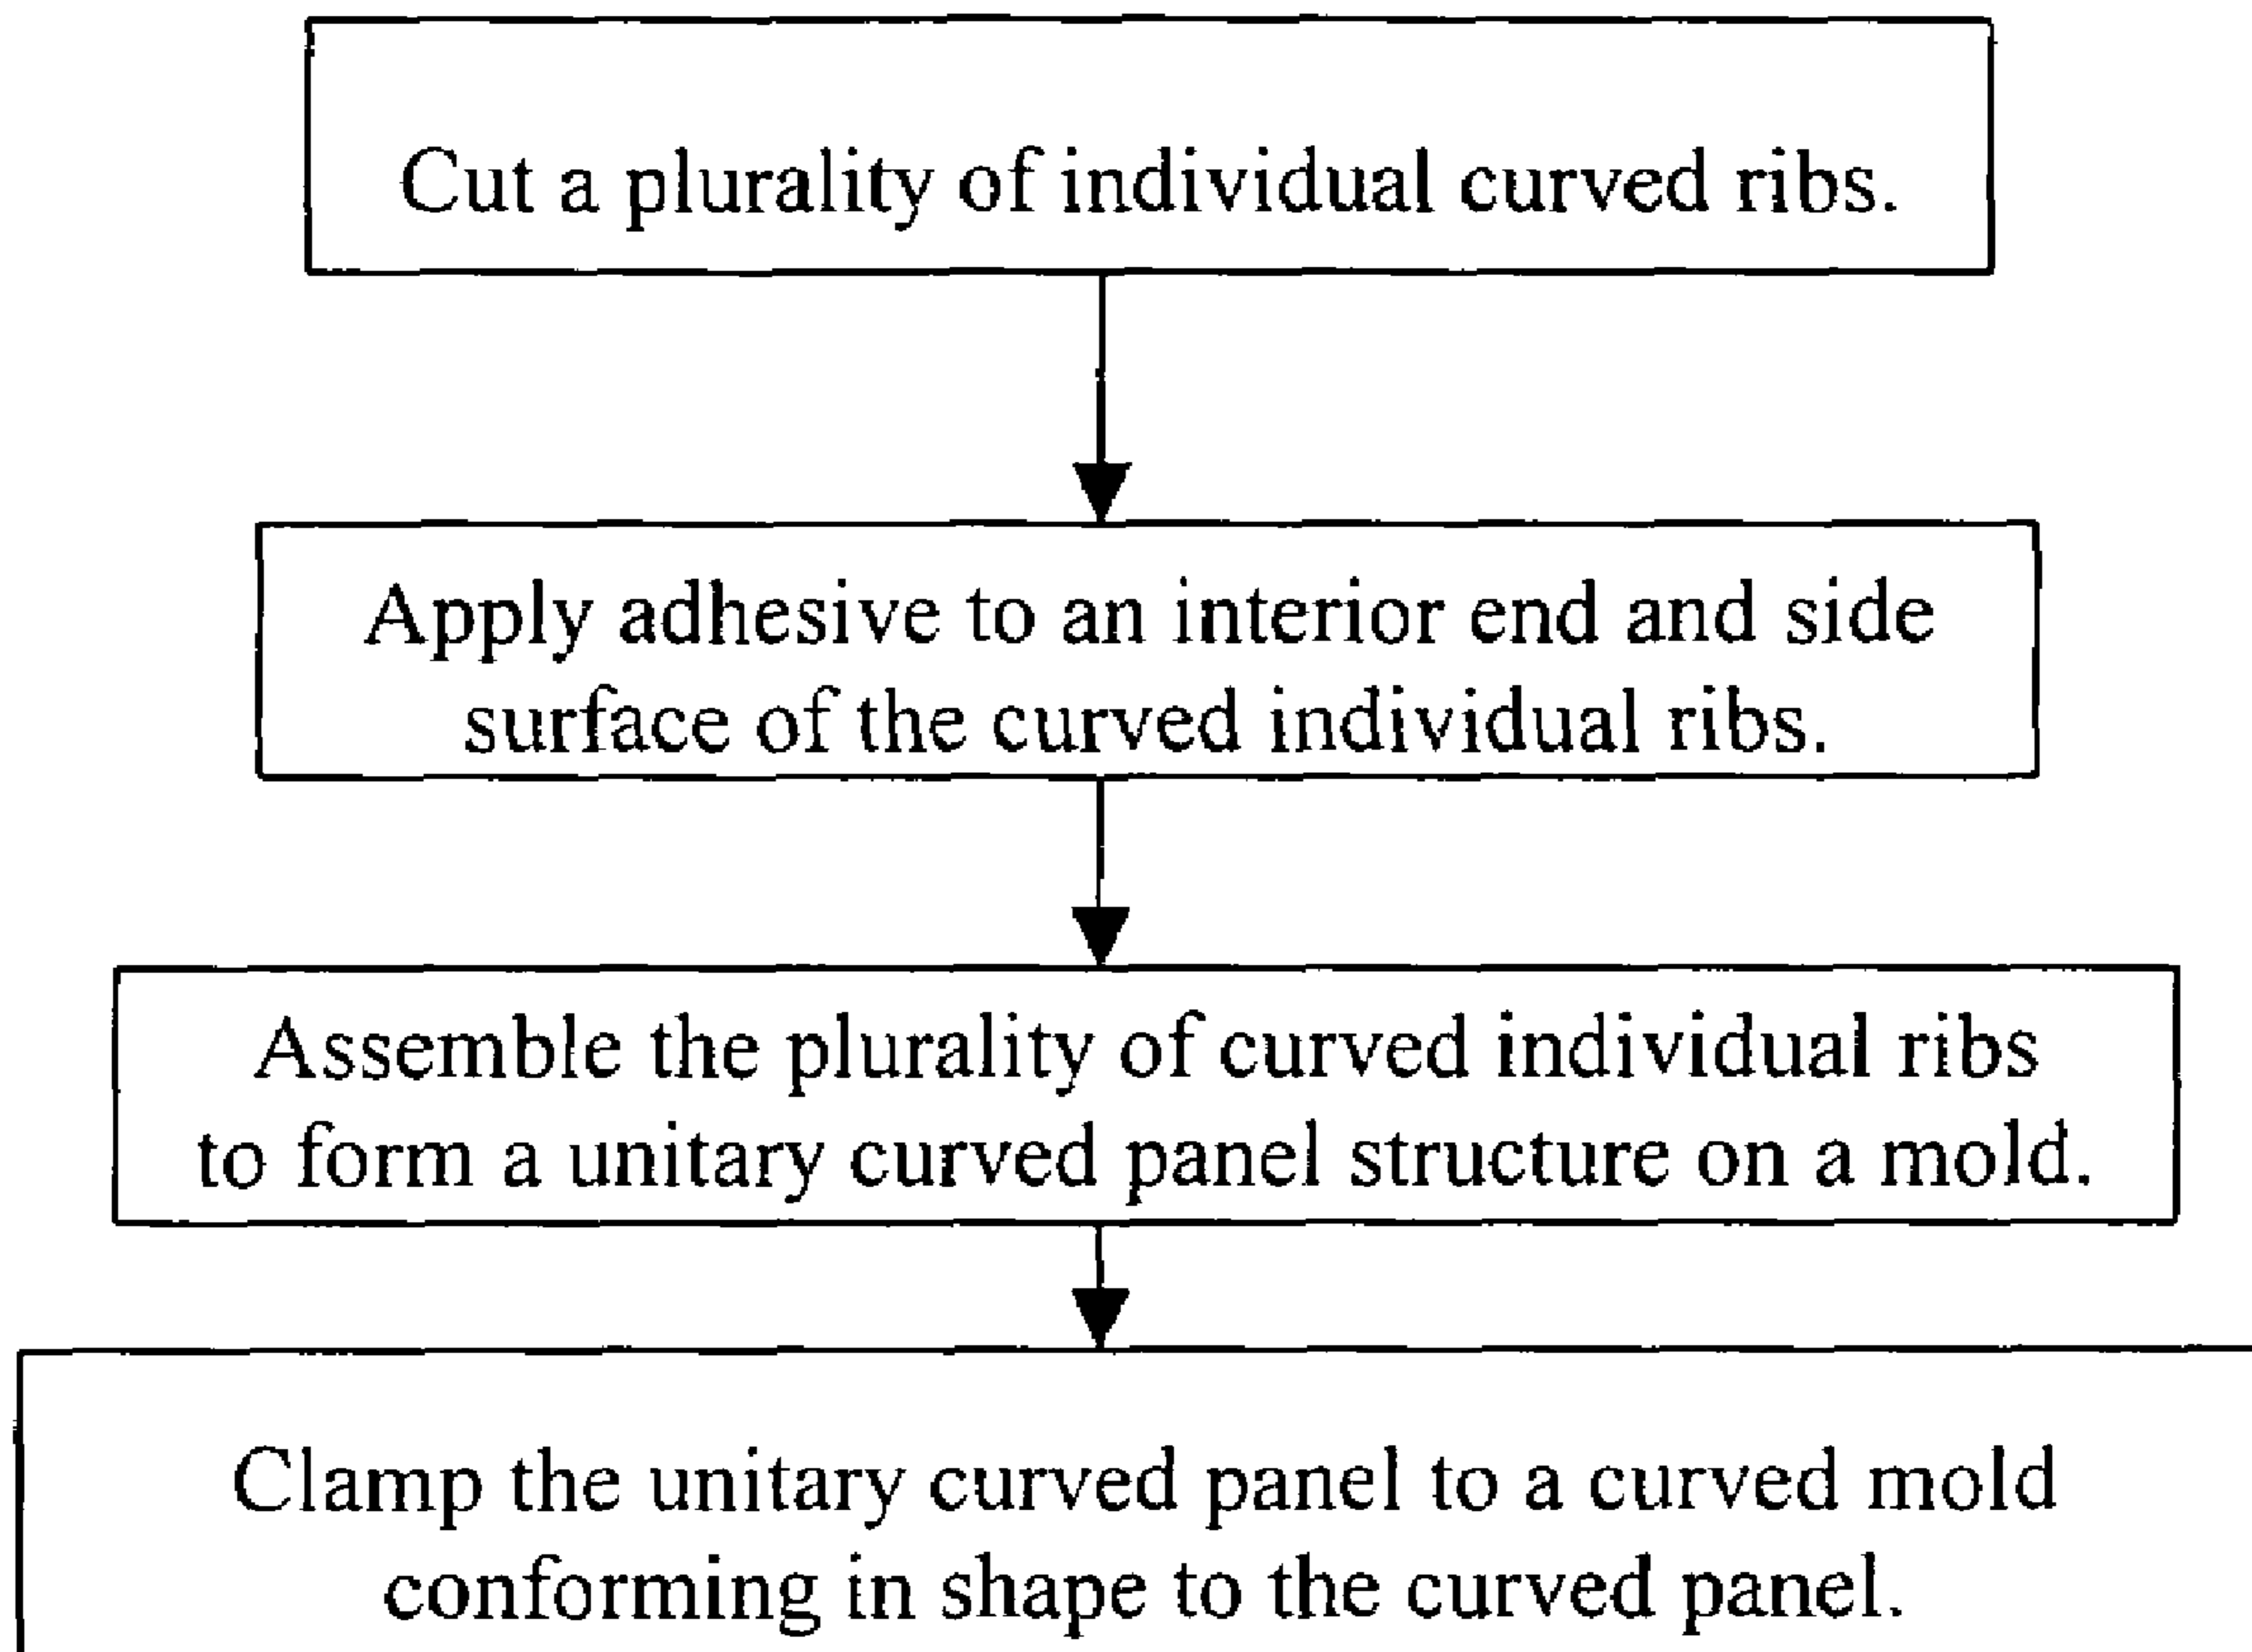 Cut a plurality of individual curved ribs.
Apply adhesive to an interior end and side
surface of the curved individual ribs.
Assemble the plurality of curved individual ribs
to form a unitary curved panel structure on a mold.
Clamp the unitary curved panel to a curved mold
conforming in shape to the curved panel.